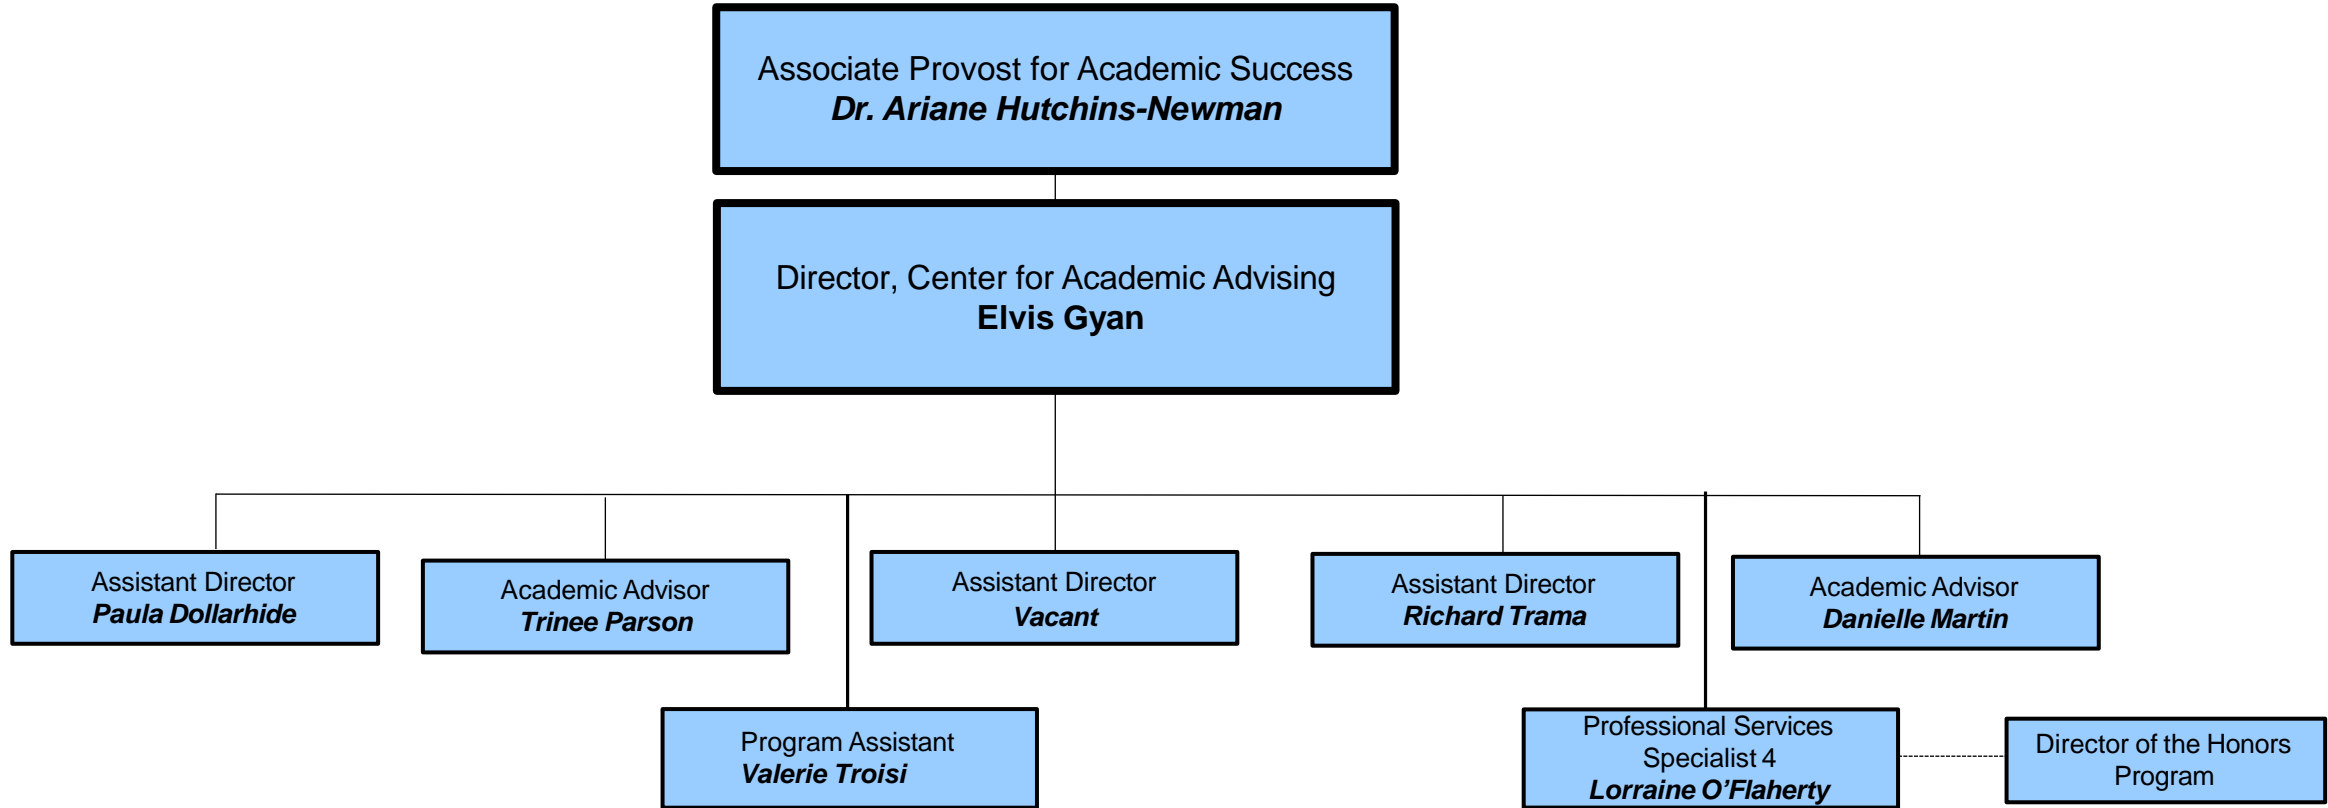 Associate Provost for Academic Success
Dr. Ariane Hutchins-Newman
Director, Center for Academic Advising
Elvis Gyan
Assistant Director
Paula Dollarhide
Academic Advisor
Trinee Parson
Assistant Director
Vacant
Assistant Director
Richard Trama
Academic Advisor
Danielle Martin
Program Assistant
Valerie Troisi
Professional Services
Specialist 4
Lorraine O’Flaherty
Director of the Honors
Program